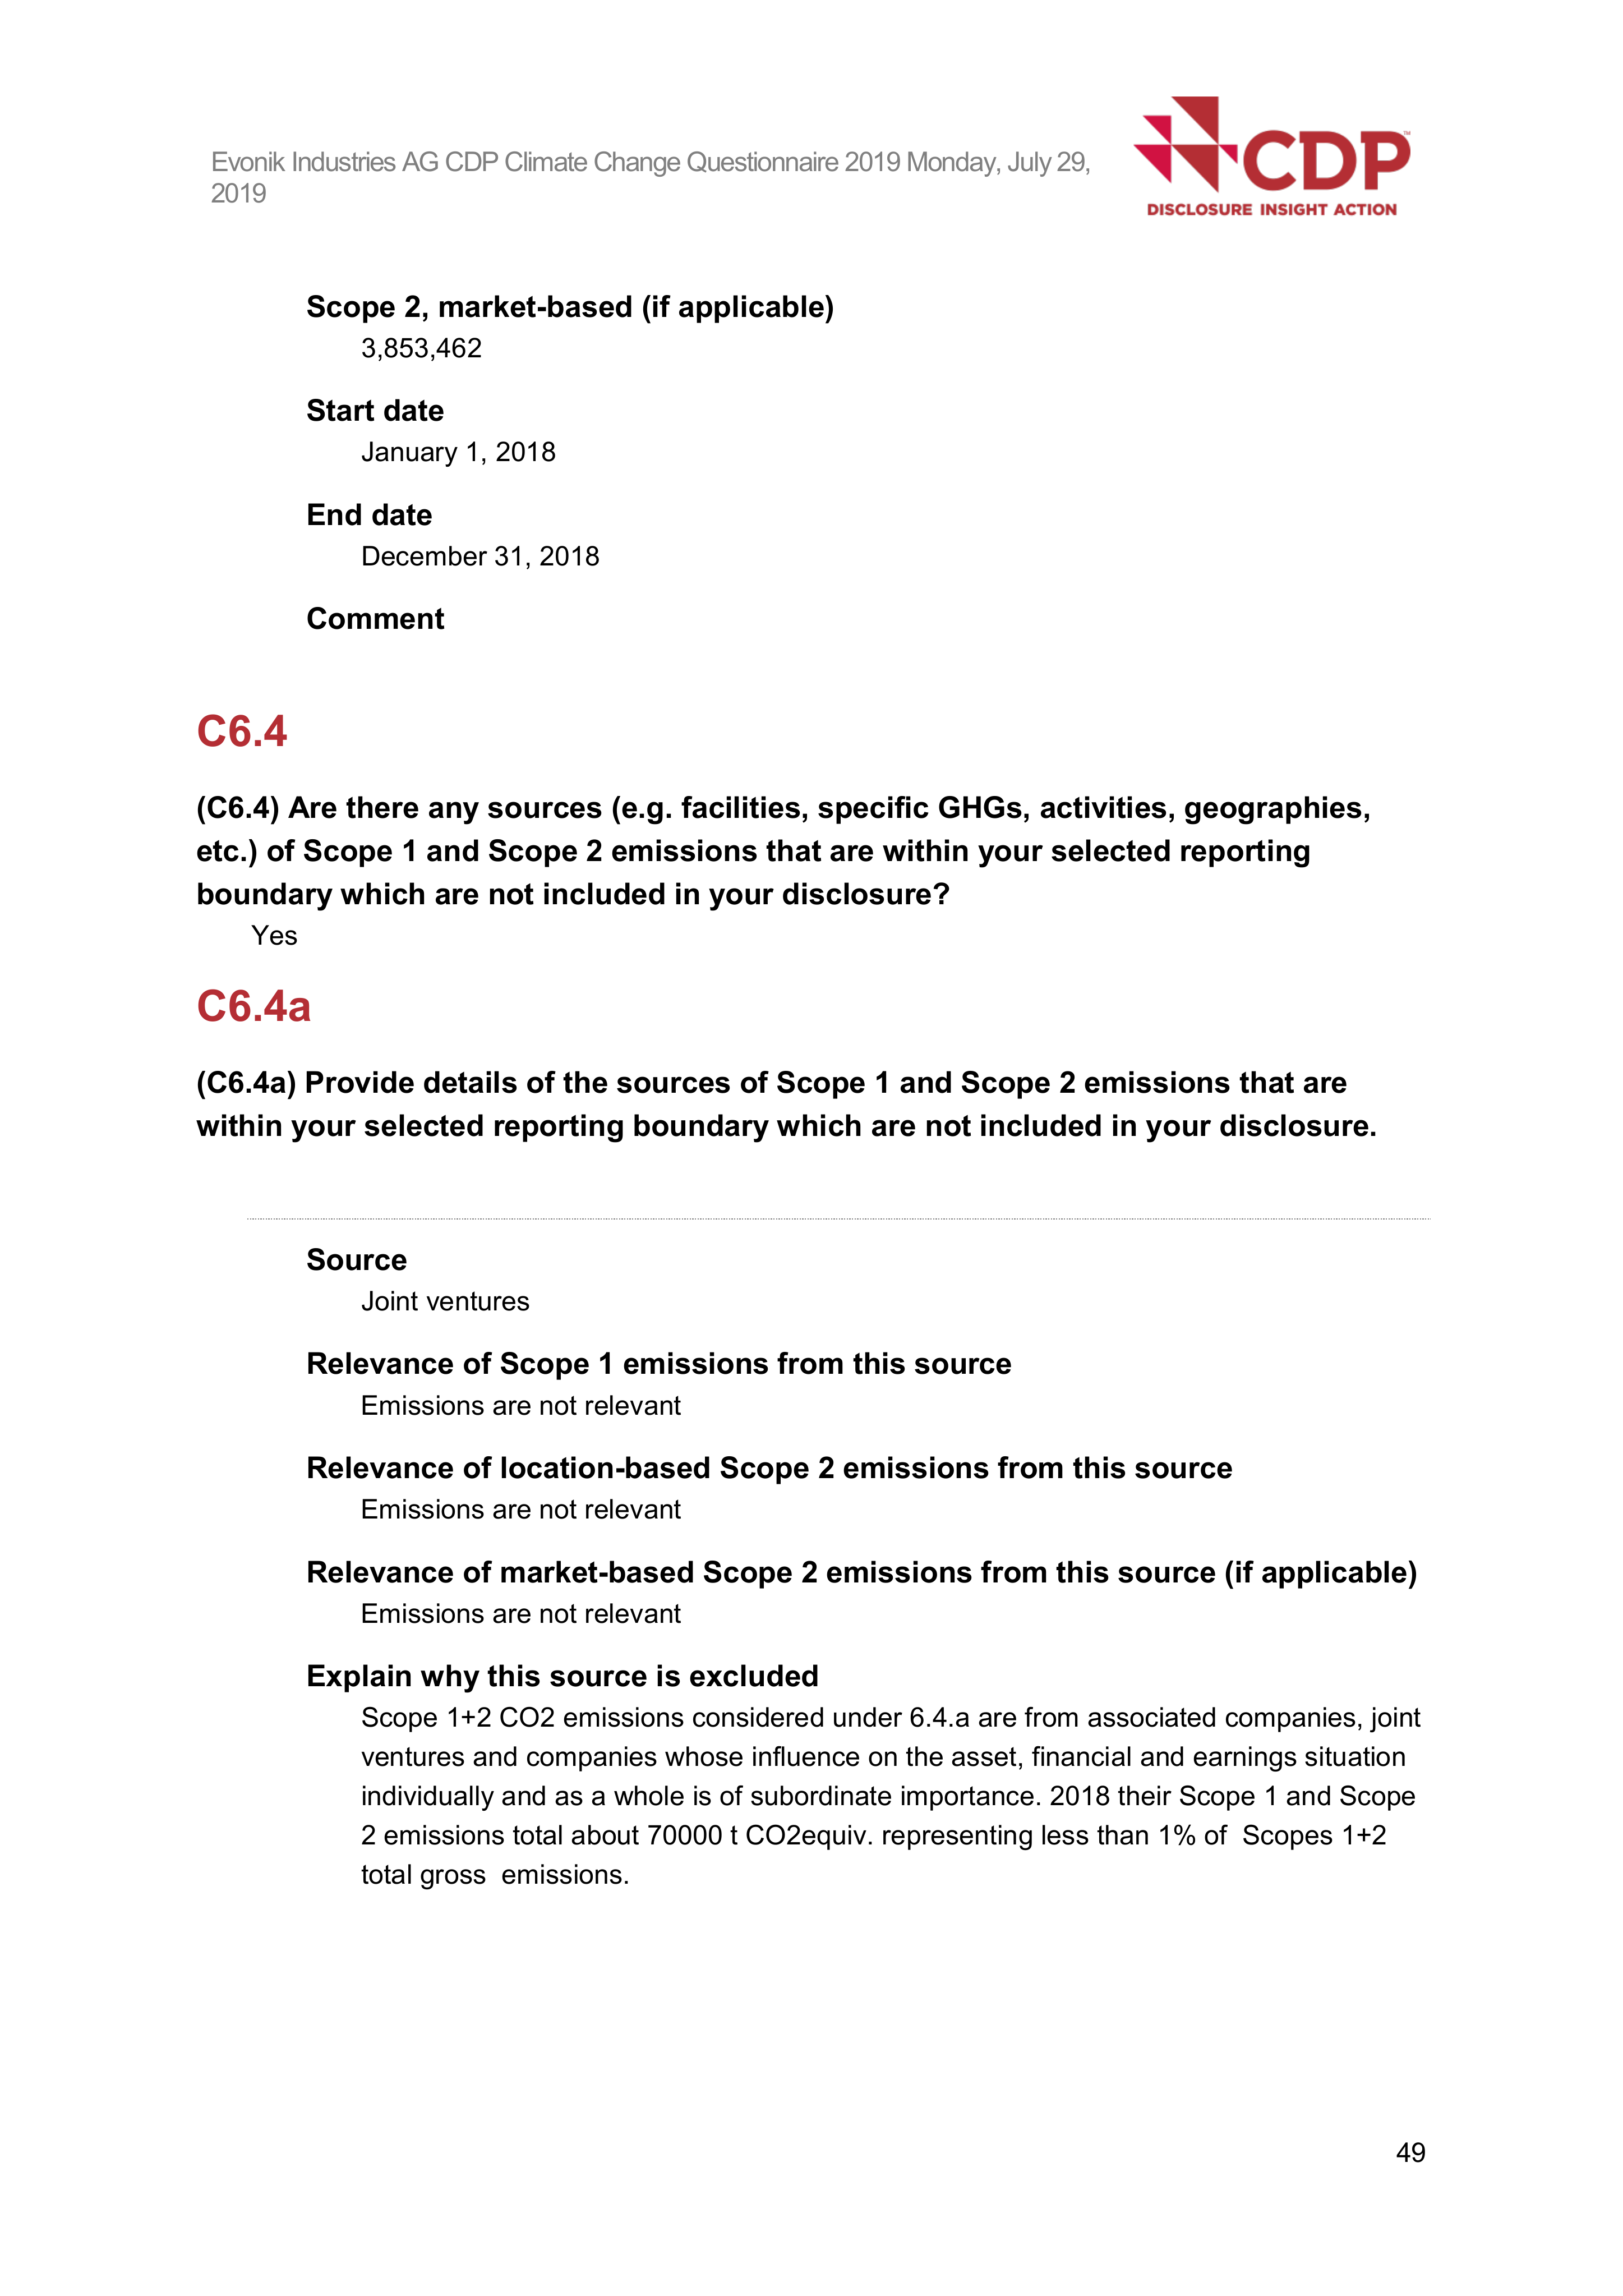 Evonik Industries AG CDP Climate Change Questionnaire 2019 Monday, July 29,
2019
CDP™
DISCLOSURE INSIGHT ACTION
Scope 2, market-based (if applicable)
3,853,462
Start date
January 1, 2018
End date
December 31, 2018
Comment
C6.4
(C6.4) Are there any sources (e.g. facilities, specific GHGs, activities, geographies,
etc.) of Scope 1 and Scope 2 emissions that are within your selected reporting
boundary which are not included in your disclosure?
Yes
C6.4a
(C6.4a) Provide details of the sources of Scope 1 and Scope 2 emissions that are
within your selected reporting boundary which are not included in your disclosure.
Source
Joint ventures
Relevance of Scope 1 emissions from this source
Emissions are not relevant
Relevance of location-based Scope 2 emissions from this source
Emissions are not relevant
Relevance of market-based Scope 2 emissions from this source (if applicable)
Emissions are not relevant
Explain why this source is excluded
Scope 1+2 CO2 emissions considered under 6.4.a are from associated companies, joint
ventures and companies whose influence on the asset, financial and earnings situation
individually and as a whole is of subordinate importance. 2018 their Scope 1 and Scope
2 emissions total about 70000 t CO2equiv. representing less than 1% of  Scopes 1+2
total gross  emissions.
49